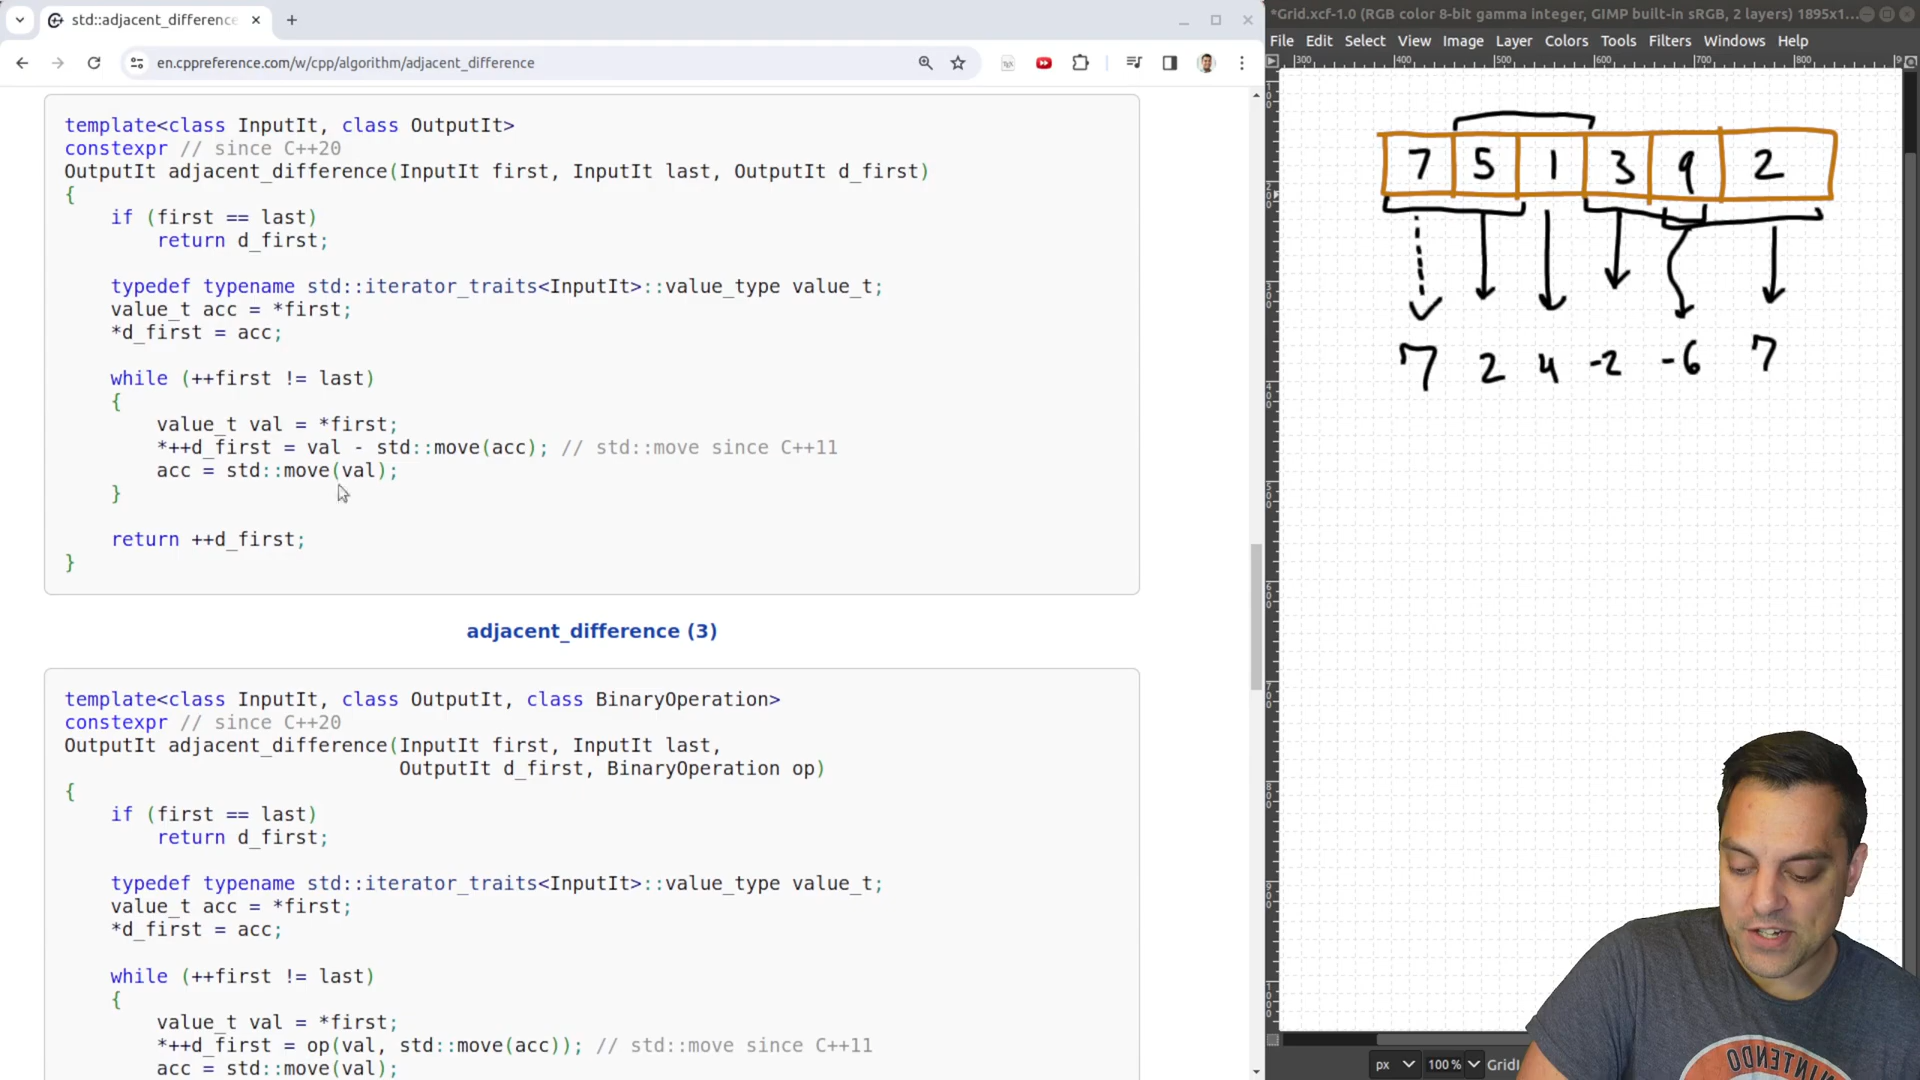 std::adjacent_difference
en.cppreference.com/w/cpp/algorithm/adjacent_difference
template<class InputIt, class OutputIt>
constexpr // since C++20
OutputIt adjacent_difference(InputIt first, InputIt last, OutputIt d_first)
{
if (first == last)
return d_first;
typedef typename std::iterator_traits<InputIt>::value_type value_t;
value_t acc = *first;
*d_first = acc;
while (++first != last)
{
value_t val = *first;
*++d_first = val - std::move(acc); // std::move since C++11
acc = std::move(val);
}
return ++d_first;
}
adjacent_difference (3)
template<class InputIt, class OutputIt, class BinaryOperation>
constexpr // since C++20
OutputIt adjacent_difference(InputIt first, InputIt last,
OutputIt d_first, BinaryOperation op)
{
if (first == last)
return d_first;
typedef typename std::iterator_traits<InputIt>::value_type value_t;
value_t acc = *first;
*d_first = acc;
while (++first != last)
{
value_t val = *first;
*++d_first = op(val, std::move(acc)); // std::move since C++11
acc = std::move(val);
*Grid.xcf-1.0 (RGB color 8-bit gamma integer, GIMP built-in sRGB, 2 layers) 1895x1...
File Edit Select View Image Layer Colors Tools Filters Windows Help
300 400 500 600 700 800
7 5 1 3 9 2
7 2 4 -2 -6 7
px 100%
NINTENDO